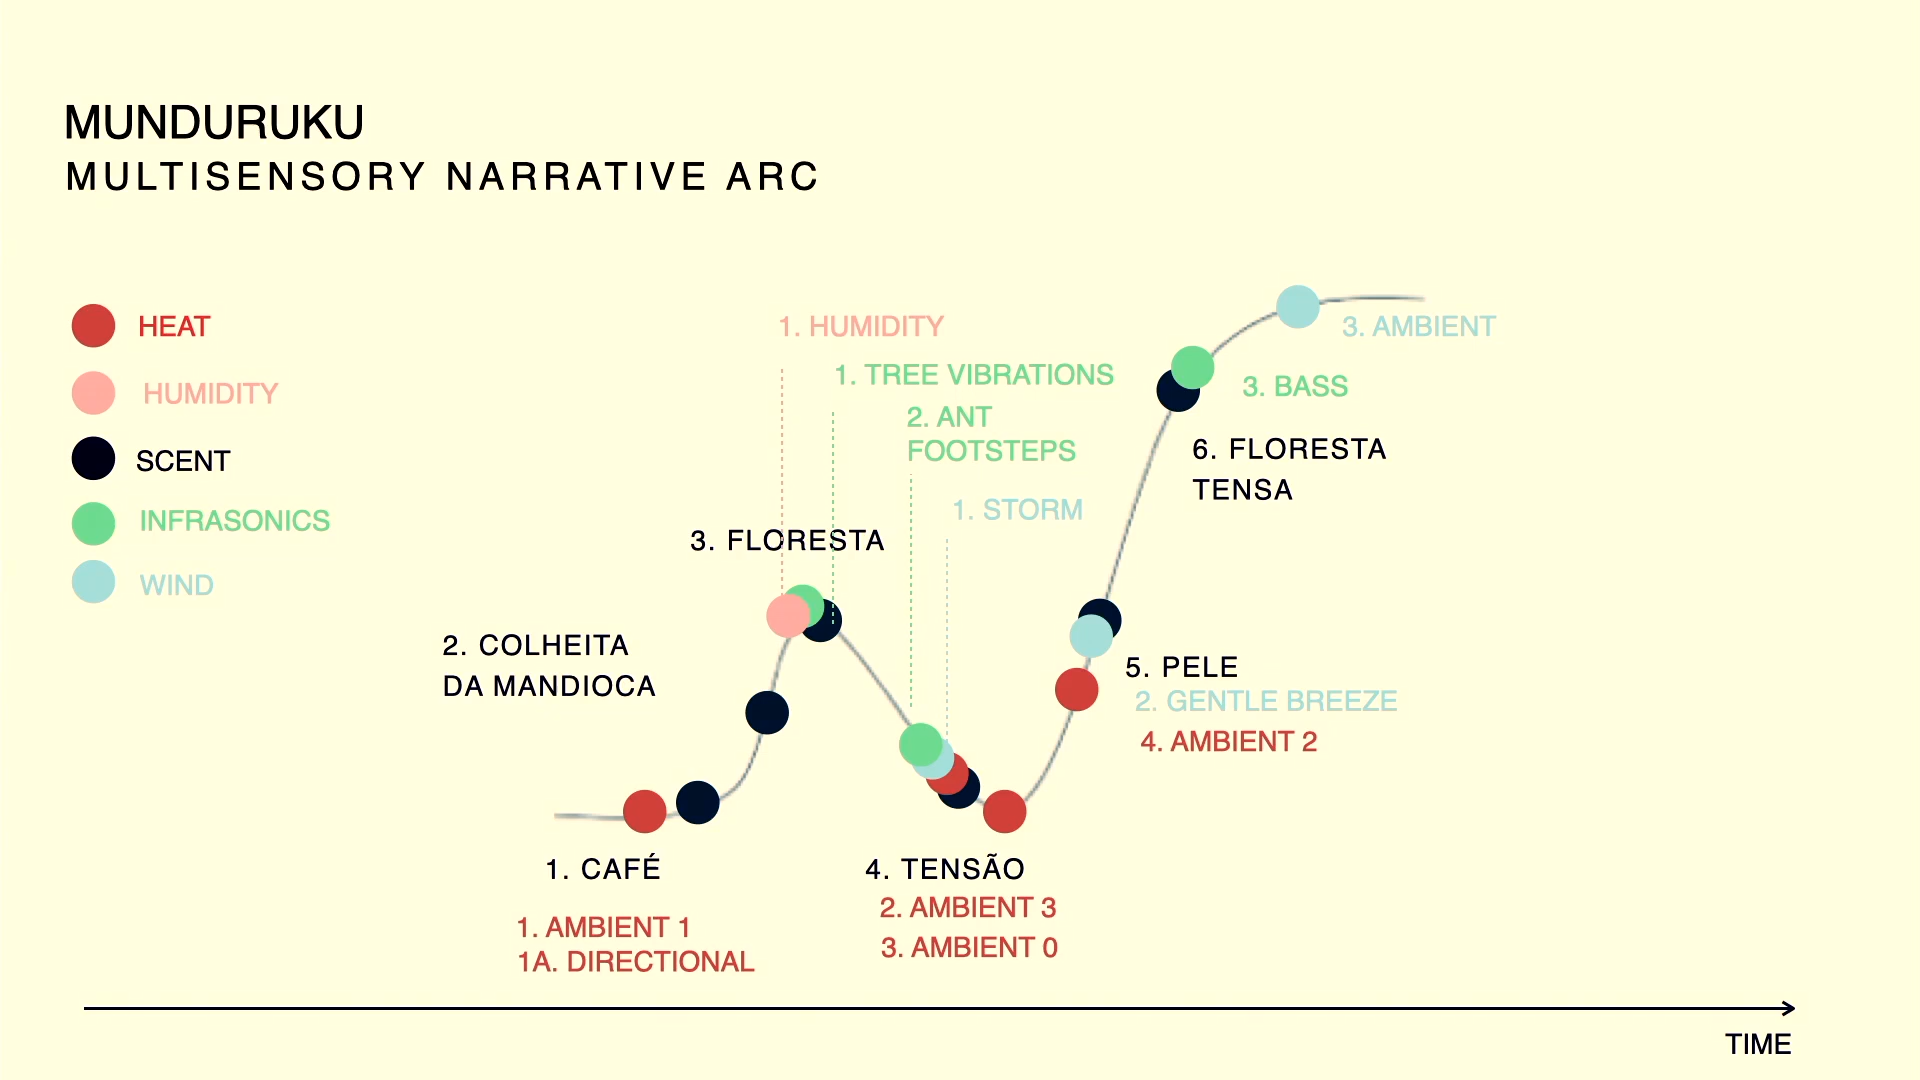 MUNDURUKU
MULTISENSORY NARRATIVE ARC
HEAT
HUMIDITY
SCENT
INFRASONICS
WIND
1. HUMIDITY
1. TREE VIBRATIONS
2. ANT
FOOTSTEPS
1. STORM
3. FLORESTA
2. COLHEITA
DA MANDIOCA
1. CAFÉ
1. AMBIENT 1
1A. DIRECTIONAL
4. TENSÃO
2. AMBIENT 3
3. AMBIENT 0
5. PELE
2. GENTLE BREEZE
4. AMBIENT 2
3. AMBIENT
3. BASS
6. FLORESTA
TENSA
TIME